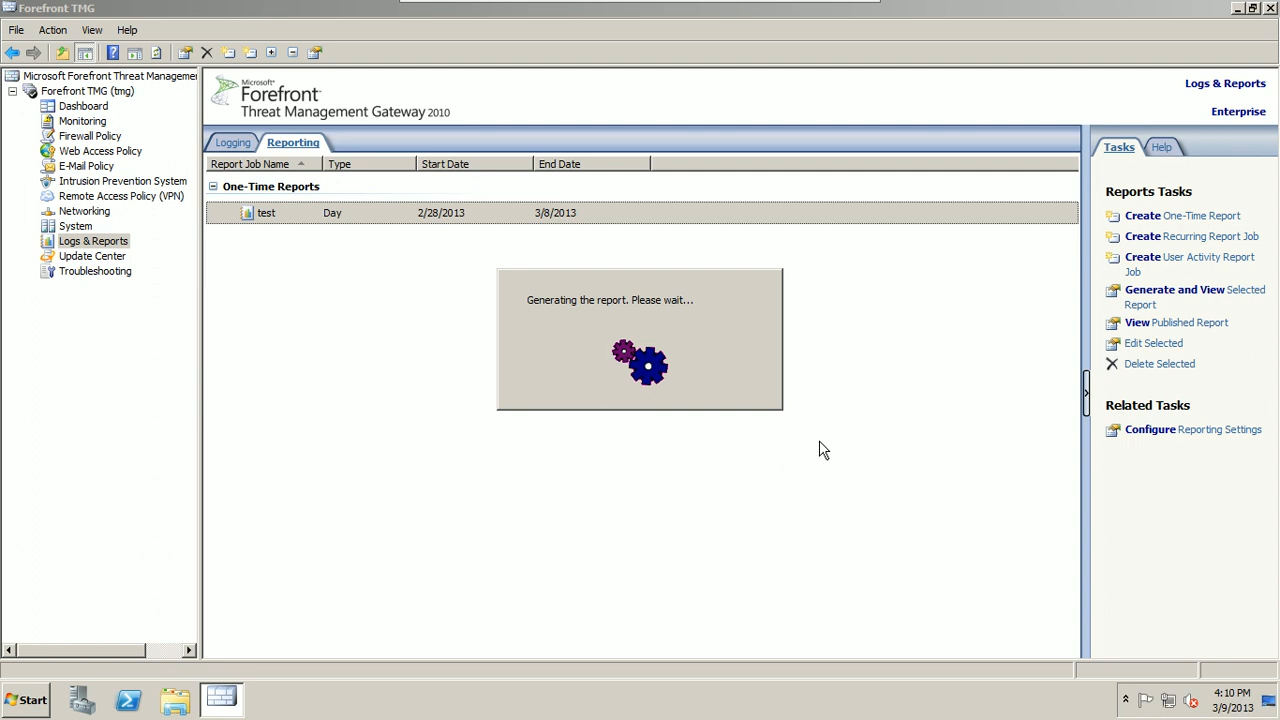 Forefront TMG
File Action View Help
Microsoft Forefront Threat Manageme
Forefront TMG (tmg)
Dashboard
Monitoring
Firewall Policy
Web Access Policy
E-Mail Policy
Intrusion Prevention System
Remote Access Policy (VPN)
Networking
System
Logs & Reports
Update Center
Troubleshooting
Microsoft®
Forefront™
Threat Management Gateway 2010
Logs & Reports
Enterprise
Logging Reporting
Report Job Name Type Start Date End Date
One-Time Reports
test Day 2/28/2013 3/8/2013
Generating the report. Please wait...
Tasks Help
Reports Tasks
Create One-Time Report
Create Recurring Report Job
Create User Activity Report
Job
Generate and View Selected
Report
View Published Report
Edit Selected
Delete Selected
Related Tasks
Configure Reporting Settings
Start
4:10 PM
3/9/2013